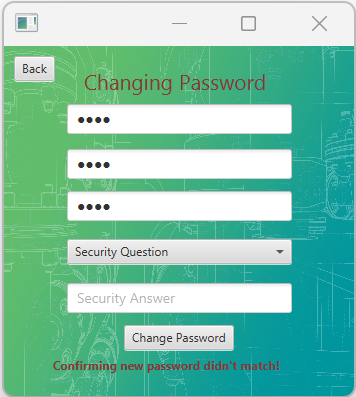 Back
Changing Password
••••
••••
••••
Security Question
Security Answer
Change Password
Confirming new password didn't match!